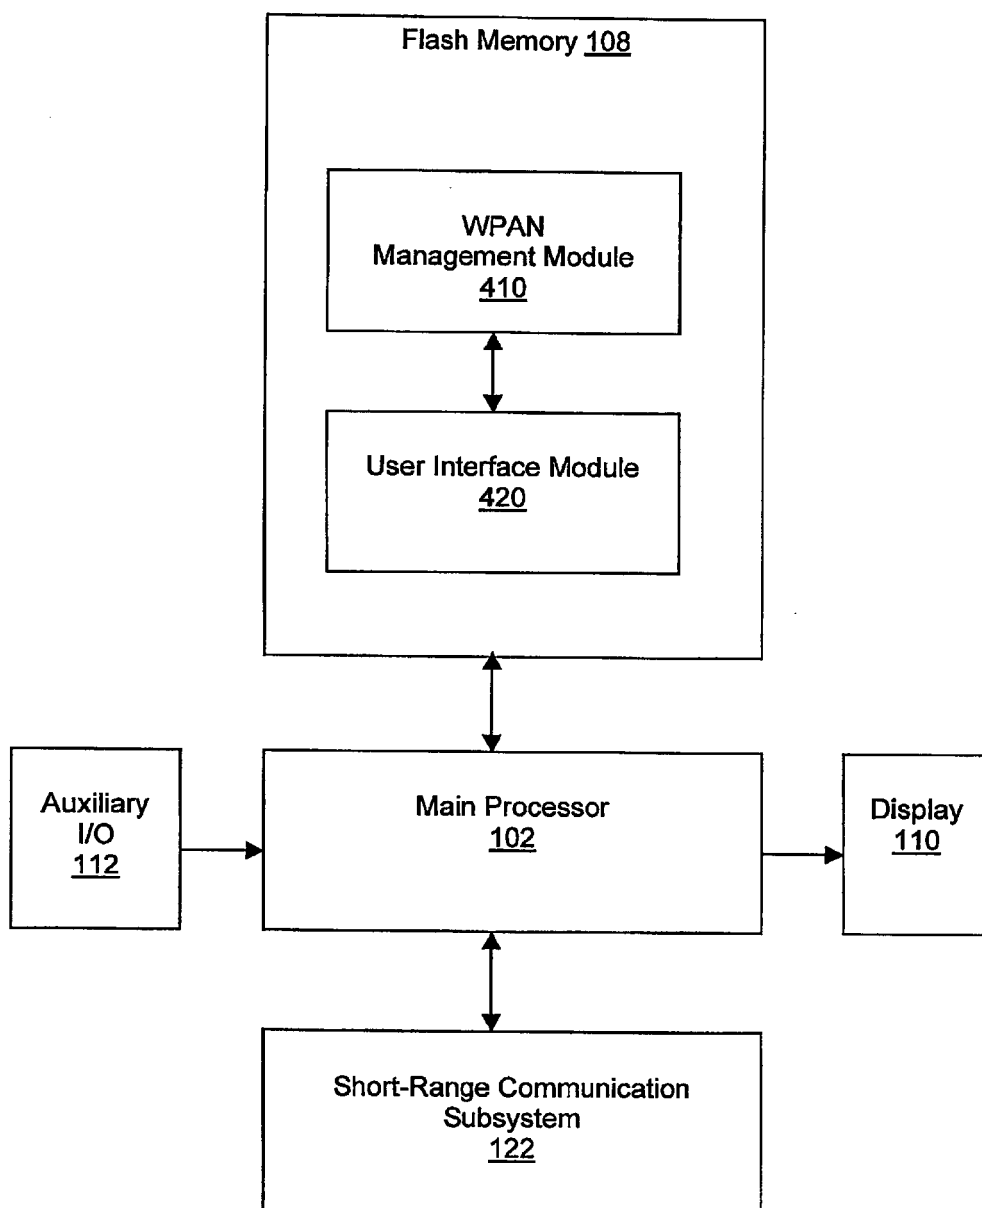 Flash Memory 108
WPAN
Management Module
410
User Interface Module
420
Auxiliary
I/O
112
Main Processor
102
Display
110
Short-Range Communication
Subsystem
122